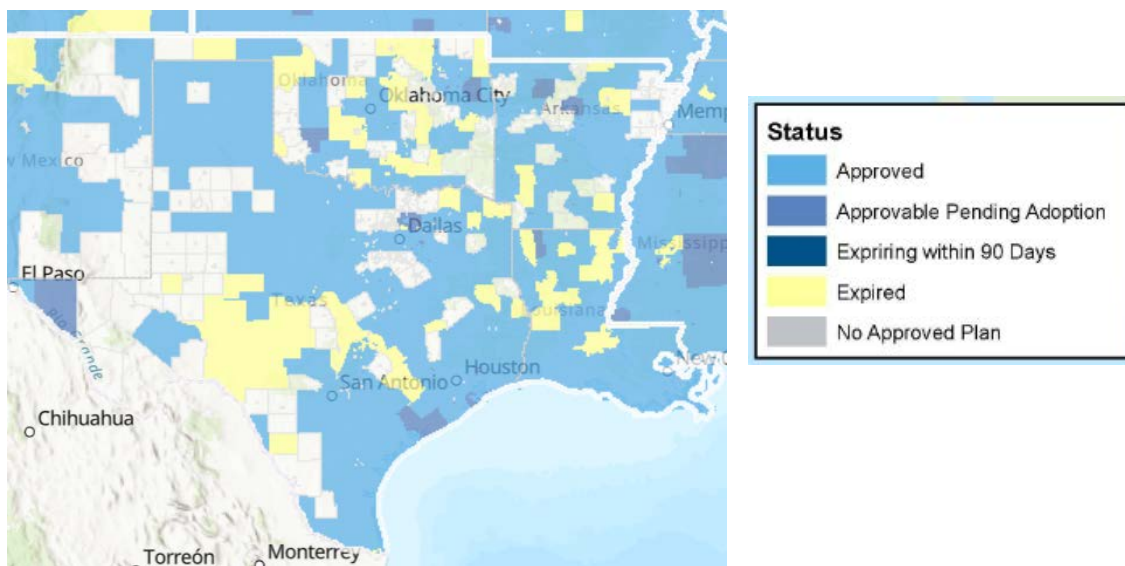 Oklahoma
Oklahoma City
Arkansas
Memp
w Mexico
Dallas
Mississipp
El Paso
Texas
Louisiana
Rio Grande
New O
Houston
San Antonio
Chihuahua
Torreón
Monterrey
Status
Approved
Approvable Pending Adoption
Expriring within 90 Days
Expired
No Approved Plan